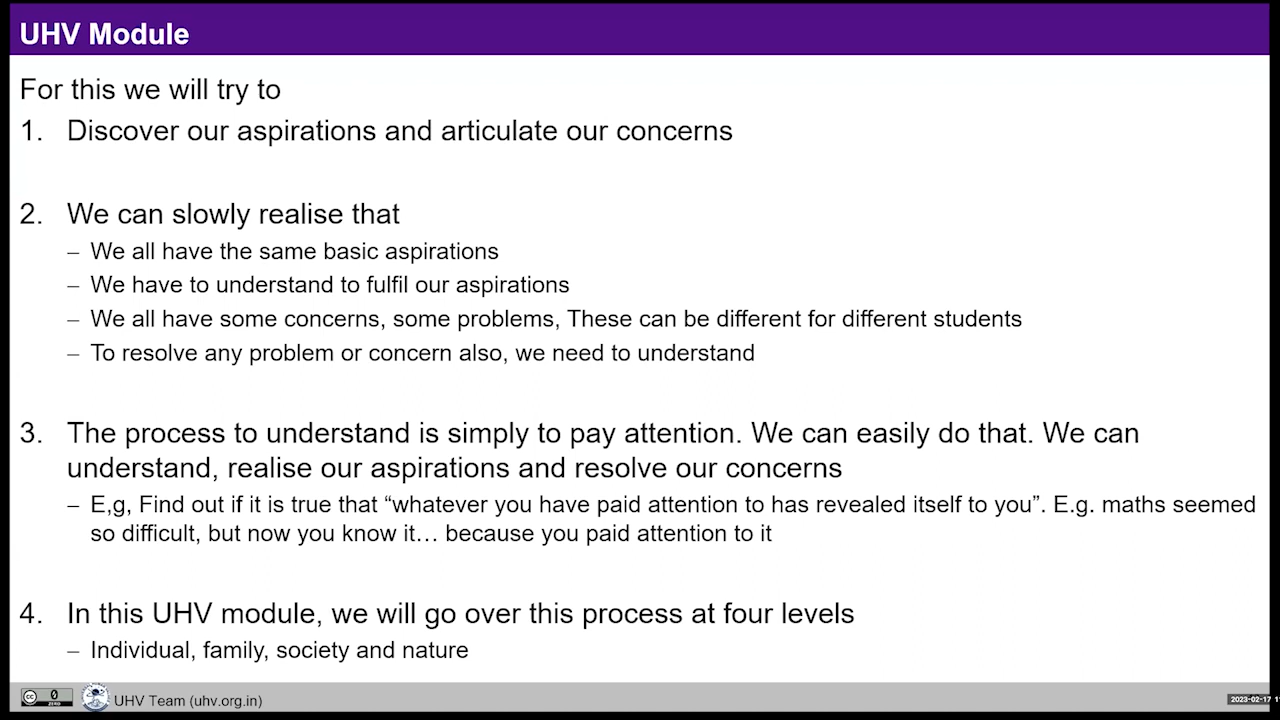 UHV Module
For this we will try to
1. Discover our aspirations and articulate our concerns
2. We can slowly realise that
– We all have the same basic aspirations
– We have to understand to fulfil our aspirations
– We all have some concerns, some problems, These can be different for different students
– To resolve any problem or concern also, we need to understand
3. The process to understand is simply to pay attention. We can easily do that. We can
understand, realise our aspirations and resolve our concerns
– E,g, Find out if it is true that “whatever you have paid attention to has revealed itself to you”. E.g. maths seemed
so difficult, but now you know it… because you paid attention to it
4. In this UHV module, we will go over this process at four levels
– Individual, family, society and nature
cc 0 ZERO
UHV Team (uhv.org.in)
2023-02-17